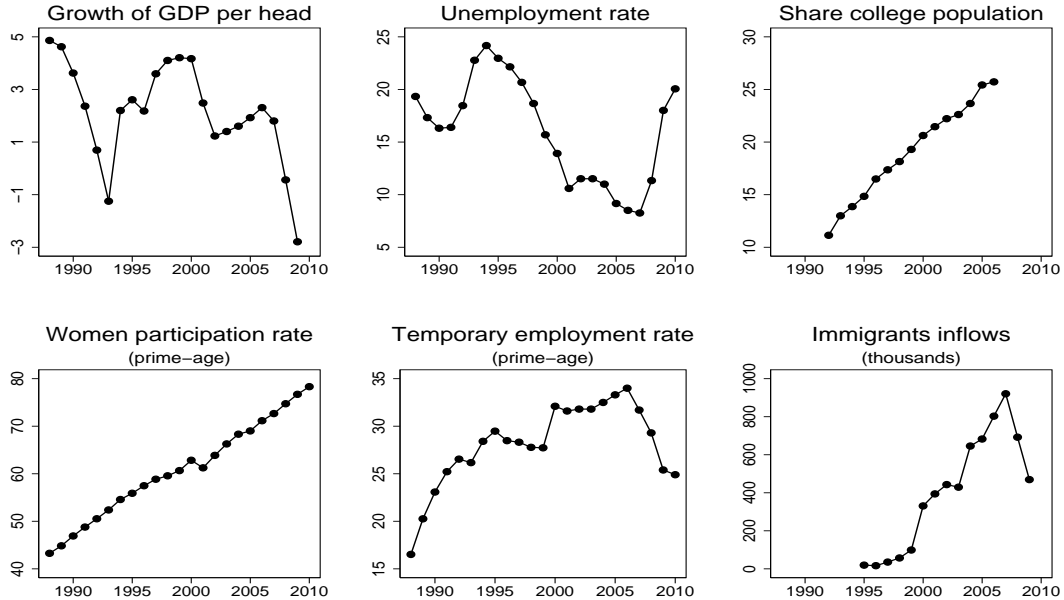 Growth of GDP per head
5
3
1
−1
−3
1990 1995 2000 2005 2010
Unemployment rate
25
20
15
10
5
1990 1995 2000 2005 2010
Share college population
30
25
20
15
10
1990 1995 2000 2005 2010
Women participation rate
(prime−age)
80
70
60
50
40
1990 1995 2000 2005 2010
Temporary employment rate
(prime−age)
35
30
25
20
15
1990 1995 2000 2005 2010
Immigrants inflows
(thousands)
1000
800
600
400
200
0
1990 1995 2000 2005 2010